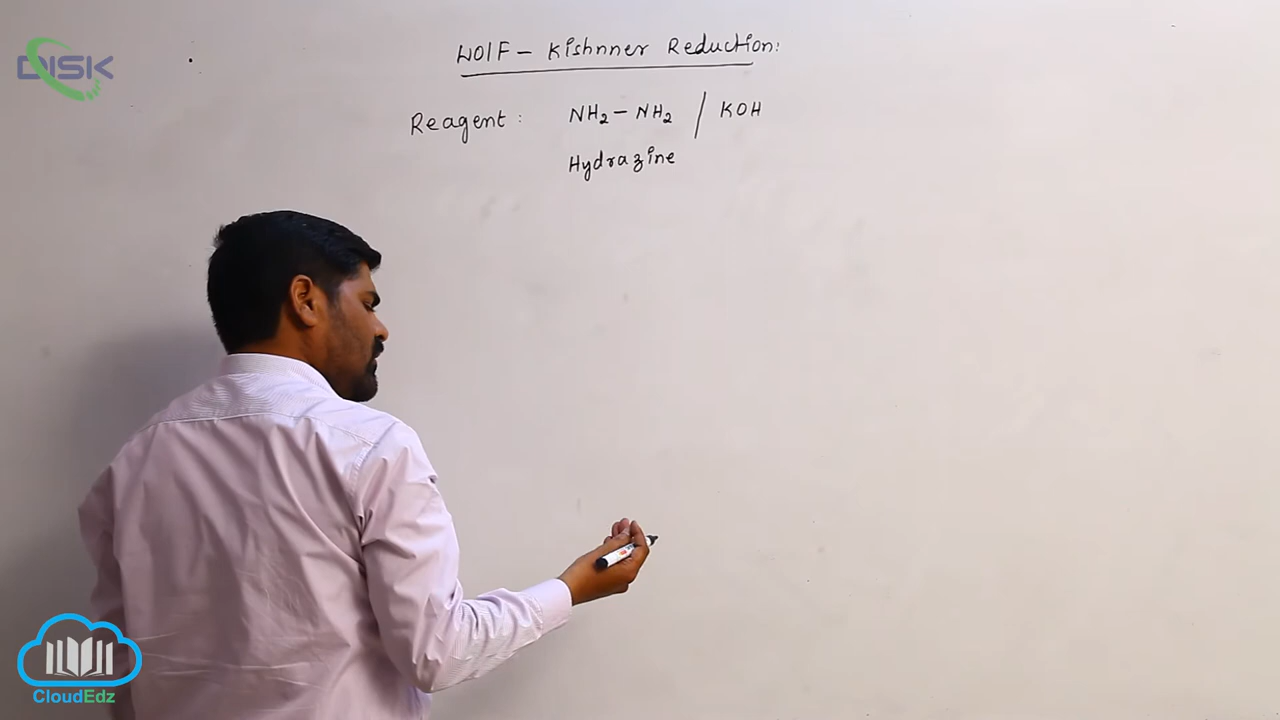 DISK
WOlF - Kishnner Reduction:
Reagent : NH2 - NH2 / KOH
Hydrazine
CloudEdz